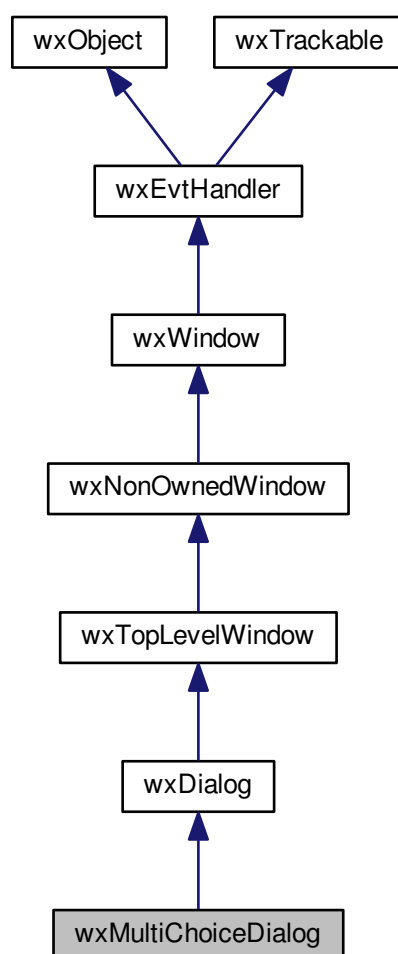 wxObject
wxTrackable
wxEvtHandler
wxWindow
wxNonOwnedWindow
wxTopLevelWindow
wxDialog
wxMultiChoiceDialog